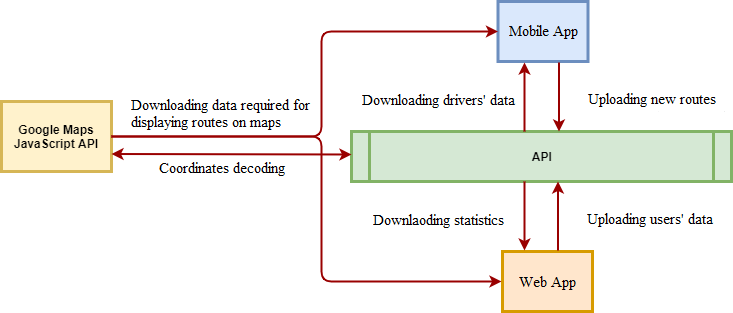 Mobile App
Downloading drivers' data
Uploading new routes
Downloading data required for
displaying routes on maps
Google Maps
JavaScript API
API
Coordinates decoding
Downlaoding statistics
Uploading users' data
Web App